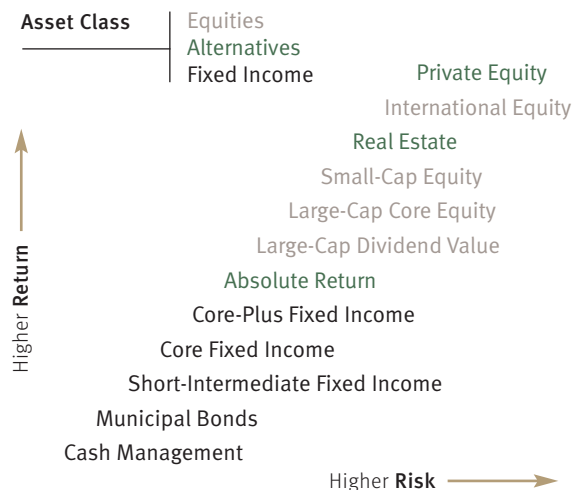 Asset Class
Equities
Alternatives
Fixed Income
Private Equity
International Equity
Real Estate
Small-Cap Equity
Large-Cap Core Equity
Large-Cap Dividend Value
Absolute Return
Core-Plus Fixed Income
Core Fixed Income
Short-Intermediate Fixed Income
Municipal Bonds
Cash Management
Higher Return
Higher Risk